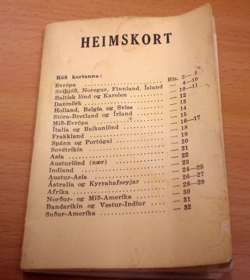 HEIMSKORT
Röð kortanna:
Evrópa — Bls. 2— 3
Svíþjóð, Noregur, Finnland, Ísland — 4—10
Baltisk lönd og Karelen — 10—11
Danmörk — 12
Holland, Belgía og Sviss — 13
Stóra-Bretland og Írland — 14
Mið-Evrópa — 16—17
Ítalía og Balkanlönd — 18
Frakkland — 19
Spánn og Portúgal — 20
Sovétríkin — 21
Asía — 22
Austurlönd (nær) — 23
Indland — 24—25
Austur-Asía — 26—27
Ástralía og Kyrrahafseyjar — 28—29
Afríka — 30
Norður- og Mið-Ameríka — 31
Bandaríkin og Vestur-Indíur — 31
Suður-Ameríka — 32